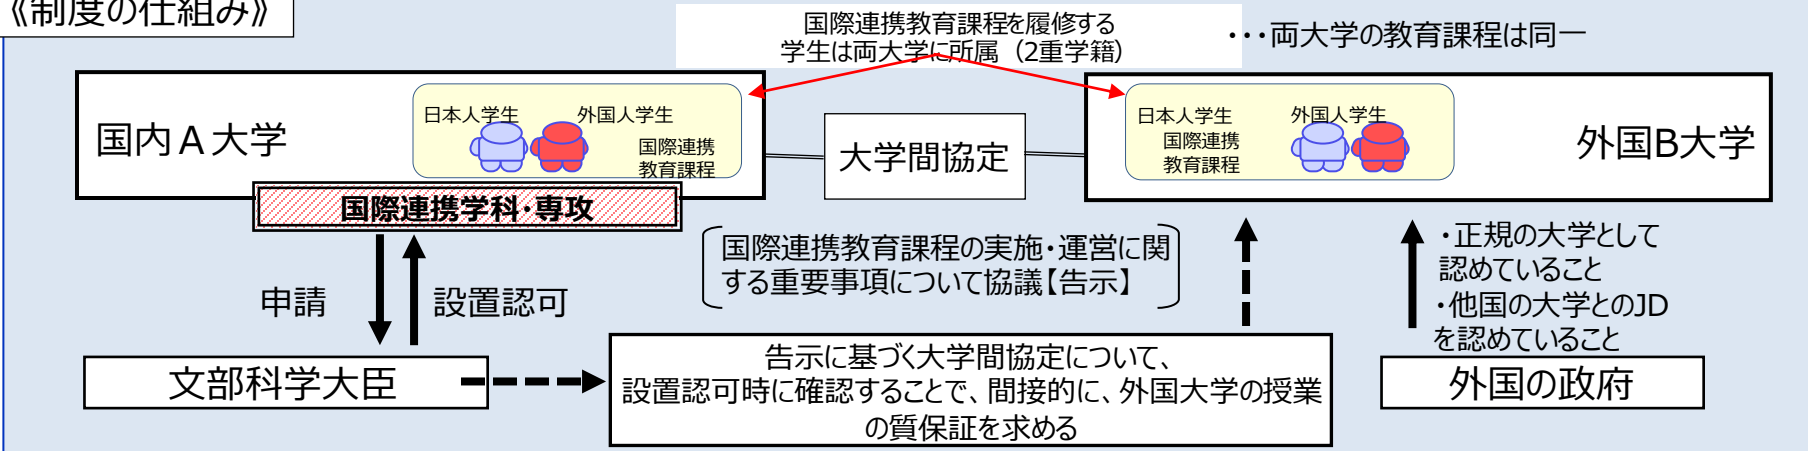 《制度の仕組み》
国際連携教育課程を履修する
学生は両大学に所属（2重学籍）
・・・両大学の教育課程は同一
国内Ａ大学
日本人学生
外国人学生
国際連携
教育課程
国際連携学科・専攻
大学間協定
日本人学生
外国人学生
国際連携
教育課程
外国B大学
国際連携教育課程の実施・運営に関
する重要事項について協議【告示】
申請
設置認可
・正規の大学として
認めていること
・他国の大学とのJD
を認めていること
文部科学大臣
告示に基づく大学間協定について、
設置認可時に確認することで、間接的に、外国大学の授業
の質保証を求める
外国の政府